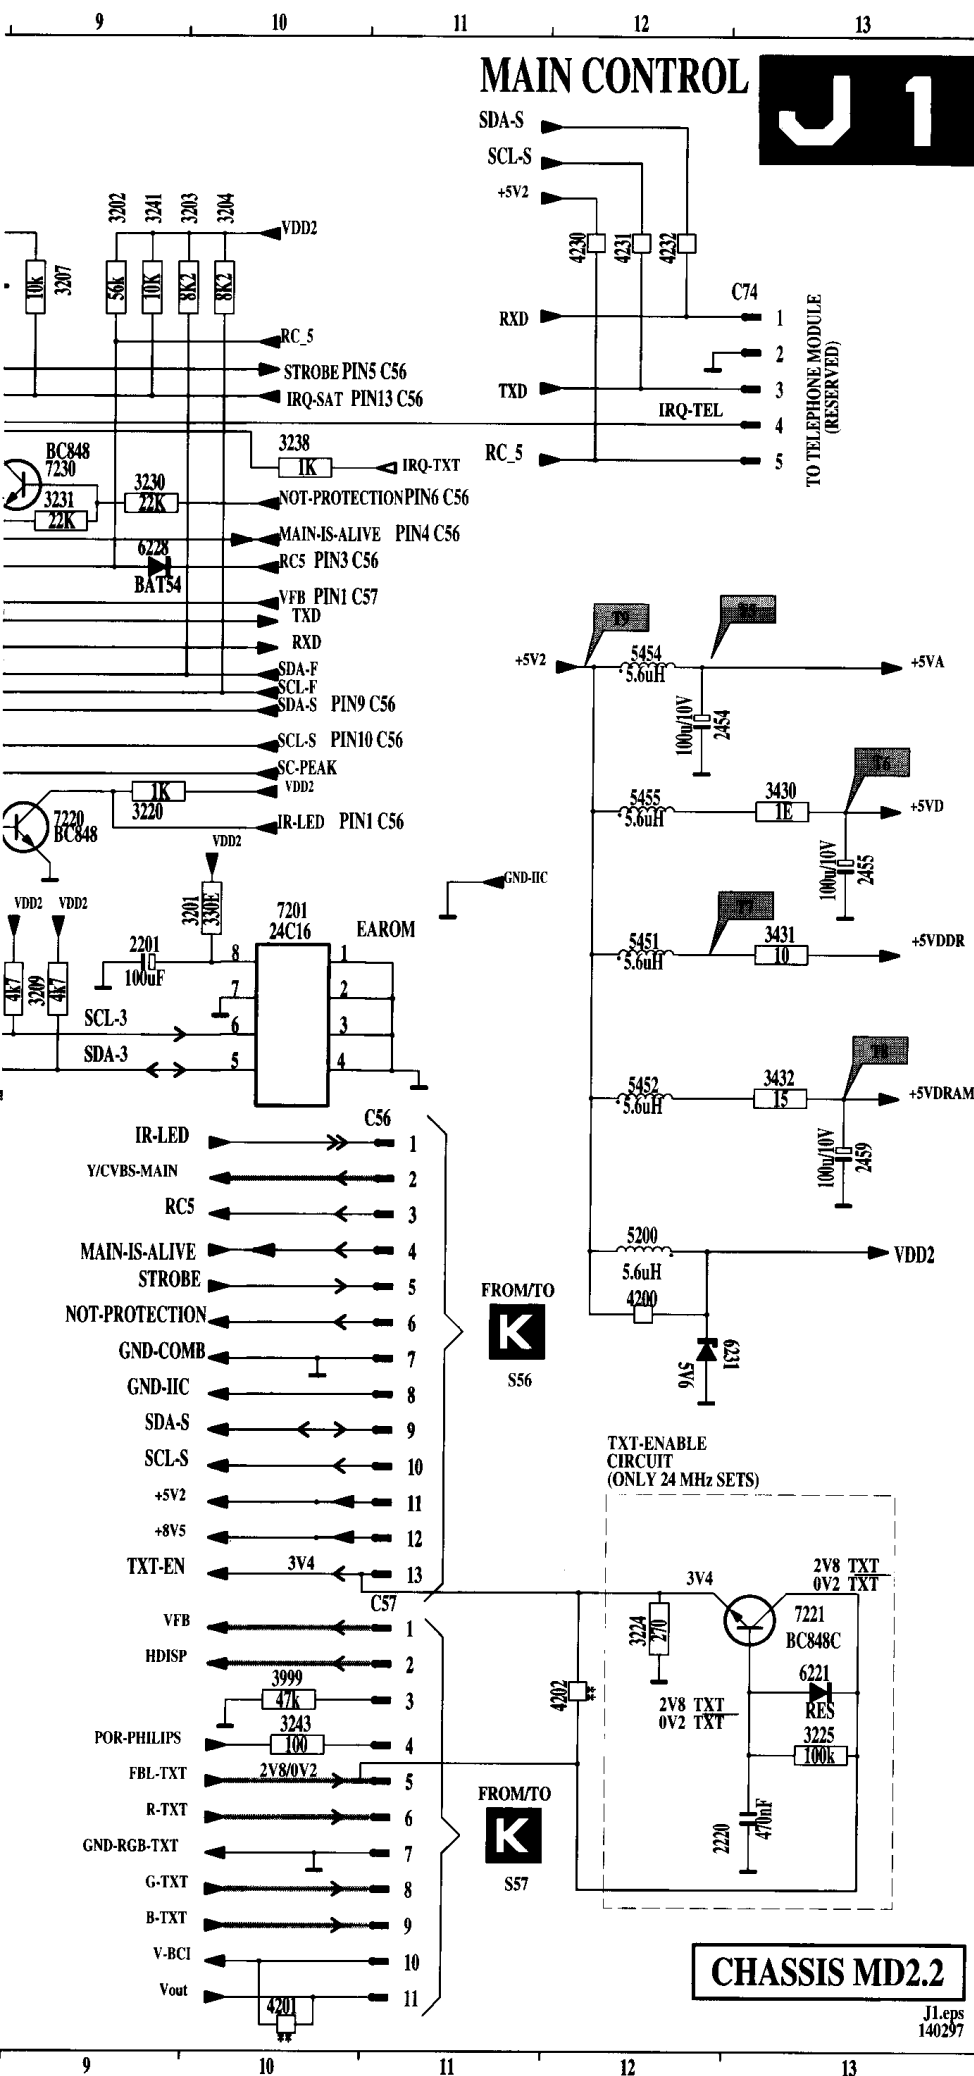 9 10 11 12 13
MAIN CONTROL
J 1
SDA-S
SCL-S
+5V2
3202 3241 3203 3204
VDD2
4230 4231 4232
10k 3207 56k 10K 8K2 8K2
C74
RXD 1
RC_5
2
STROBE PIN5 C56
TXD 3
IRQ-SAT PIN13 C56
IRQ-TEL 4
TO TELEPHONE MODULE
(RESERVED)
3238
1K IRQ-TXT
RC_5 5
BC848
7230
3231
22K
3230
22K
NOT-PROTECTION PIN6 C56
MAIN-IS-ALIVE PIN4 C56
6228
BAT54
RC5 PIN3 C56
VFB PIN1 C57
TXD
RXD
SDA-F
SCL-F
SDA-S PIN9 C56
SCL-S PIN10 C56
SC-PEAK
1K VDD2
3220
7220
BC848
IR-LED PIN1 C56
T9 T5
+5V2 5454 +5VA
5.6uH
100u/10V 2454
T6
5455 3430 +5VD
5.6uH 1E
100u/10V 2455
T7
5451 3431 +5VDDR
5.6uH 10
T8
5452 3432 +5VDRAM
5.6uH 15
100u/10V 2459
5200 VDD2
5.6uH
4200
6231
5V6
VDD2
GND-IIC
VDD2 VDD2
3201 330E
7201
24C16
EAROM
2201
100uF
8 1
7 2
4k7 3209 4k7
SCL-3 6 3
SDA-3 5 4
C56
IR-LED 1
Y/CVBS-MAIN 2
RC5 3
MAIN-IS-ALIVE 4
STROBE 5
NOT-PROTECTION 6
GND-COMB 7
GND-IIC 8
SDA-S 9
SCL-S 10
+5V2 11
+8V5 12
TXT-EN 3V4 13
FROM/TO
K
S56
C57
VFB 1
HDISP 2
3999
47k 3
3243
POR-PHILIPS 100 4
FBL-TXT 2V8/0V2 5
R-TXT 6
GND-RGB-TXT 7
G-TXT 8
B-TXT 9
V-BCI 10
Vout 11
4201
**
FROM/TO
K
S57
TXT-ENABLE
CIRCUIT
(ONLY 24 MHz SETS)
3V4
2V8 TXT
0V2 TXT
7221
BC848C
3224 270
4202 **
6221
RES
2V8 TXT
0V2 TXT
3225
100k
2220 470nF
CHASSIS MD2.2
J1.eps
140297
9 10 11 12 13